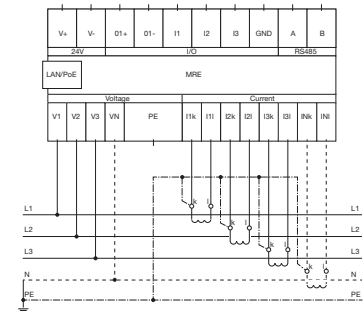 V+ V- 01+ 01- I1 I2 I3 GND A B
24V I/O RS485
LAN/PoE MRE
Voltage Current
V1 V2 V3 VN PE I1k I1l I2k I2l I3k I3l INk INl
k l
k l
k l
k l
L1 L1
L2 L2
L3 L3
N N
PE PE